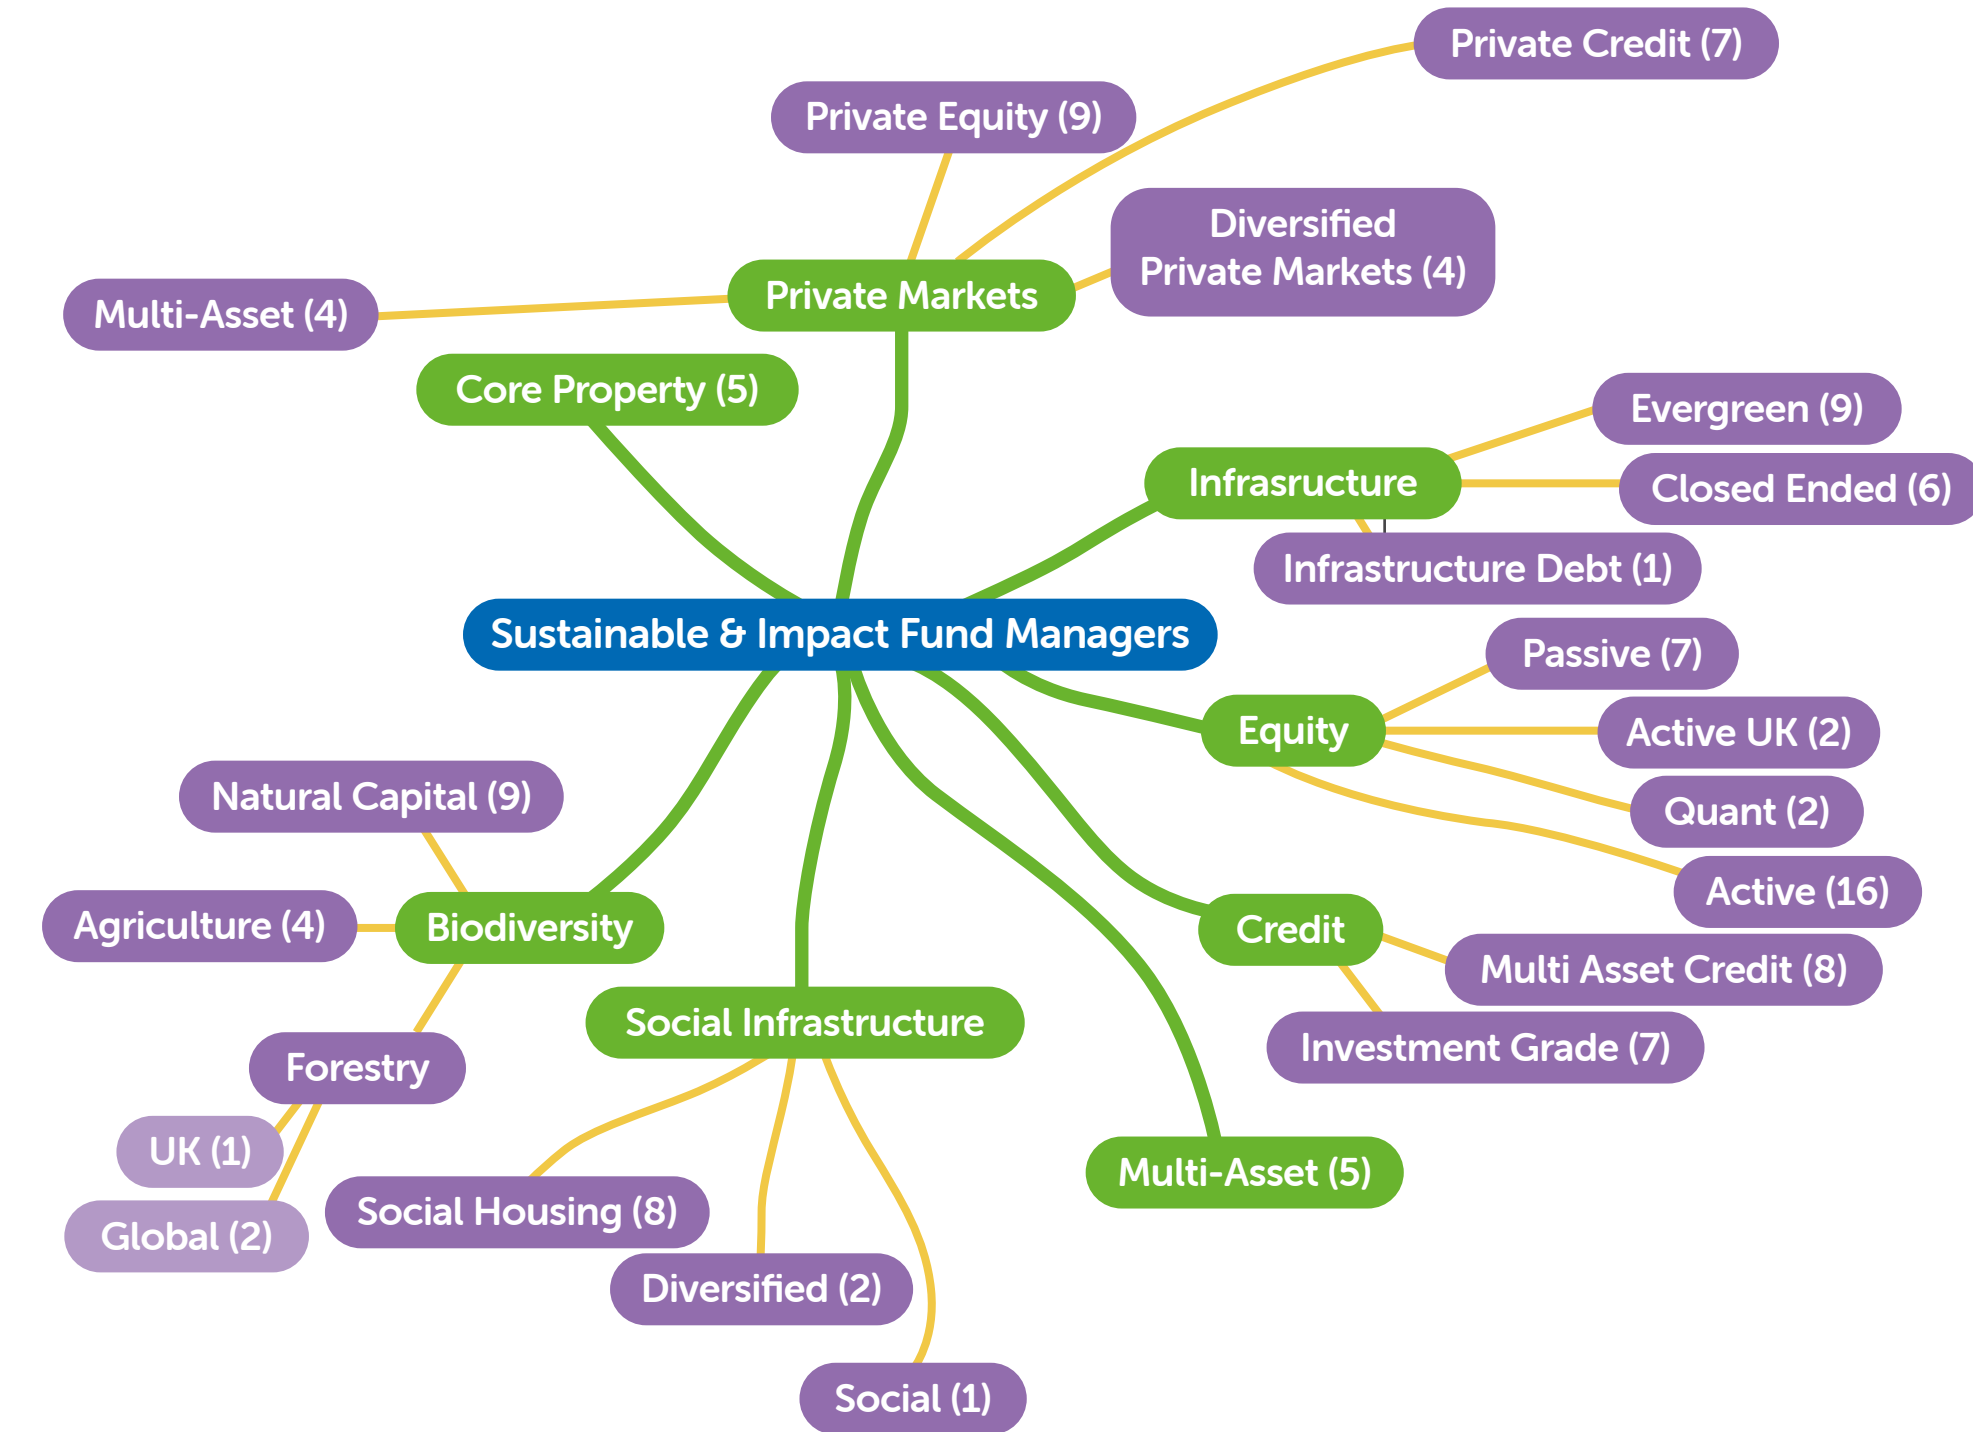 Private Credit (7)
Private Equity (9)
Diversified
Private Markets (4)
Private Markets
Multi-Asset (4)
Core Property (5)
Evergreen (9)
Infrasructure
Closed Ended (6)
Infrastructure Debt (1)
Sustainable & Impact Fund Managers
Passive (7)
Equity
Active UK (2)
Natural Capital (9)
Quant (2)
Active (16)
Agriculture (4)
Biodiversity
Credit
Multi Asset Credit (8)
Social Infrastructure
Investment Grade (7)
Forestry
UK (1)
Multi-Asset (5)
Social Housing (8)
Global (2)
Diversified (2)
Social (1)